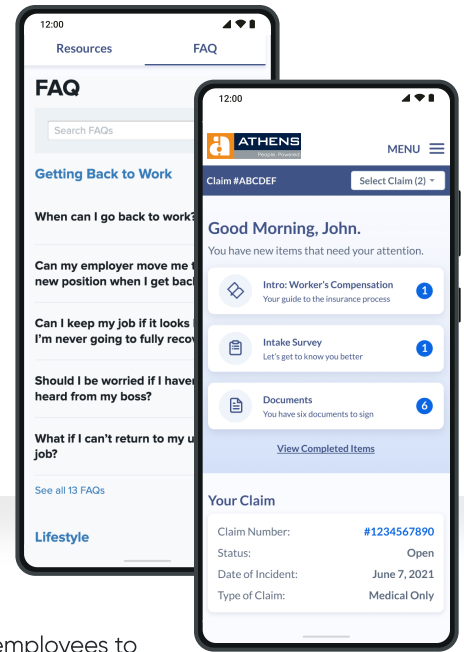 12:00
Resources
FAQ
FAQ
Search FAQs
Getting Back to Work
When can I go back to work?
Can my employer move me
new position when I get
Can I keep my job if it looks
I'm never going to fully
Should I be worried if I
heard from my boss?
What if I can't return to my
job?
See all 13 FAQs
Lifestyle
12:00
ATHENS
People. Powered
MENU
Claim #ABCDEF
Select Claim (2)
Good Morning, John.
You have new items that need your attention.
Intro: Worker's Compensation
Your guide to the insurance process
1
Intake Survey
Let's get to know you better
1
Documents
You have six documents to sign
6
View Completed Items
Your Claim
Claim Number: #1234567890
Status: Open
Date of Incident: June 7, 2021
Type of Claim: Medical Only
employees to